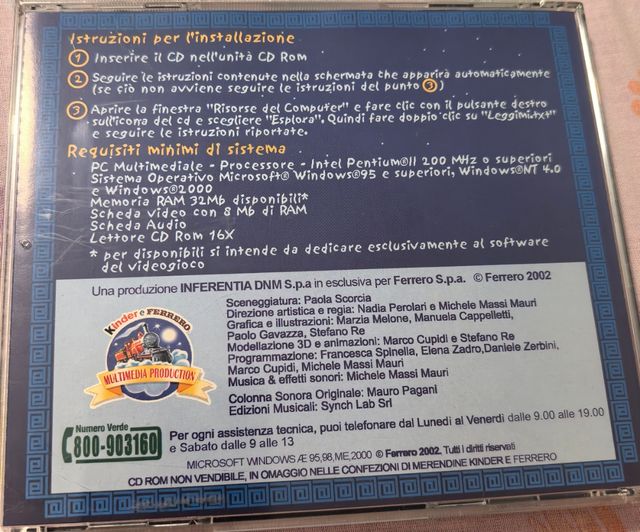 Istruzioni per l'installazione
1 Inserire il CD nell'unità CD Rom
2 Seguire le istruzioni contenute nella schermata che apparirà automaticamente
(se ciò non avviene seguire le istruzioni del punto 3)
3 Aprire la finestra "Risorse del Computer" e fare clic con il pulsante destro
sull'icona del cd e scegliere "Esplora". Quindi fare doppio clic su "Leggimi.txt"
e seguire le istruzioni riportate.
Requisiti minimi di sistema
PC Multimediale - Processore - Intel Pentium®II 200 MHz o superiori
Sistema Operativo Microsoft® Windows®95 e superiori, Windows®NT 4.0
e Windows®2000
Memoria RAM 32Mb disponibili*
Scheda video con 8 Mb di RAM
Scheda Audio
Lettore CD Rom 16X
* per disponibili si intende da dedicare esclusivamente al software
del videogioco
Una produzione INFERENTIA DNM S.p.a in esclusiva per Ferrero S.p.a. © Ferrero 2002
Kinder e FERRERO
MULTIMEDIA PRODUCTION
Sceneggiatura: Paola Scorcia
Direzione artistica e regia: Nadia Perolari e Michele Massi Mauri
Grafica e illustrazioni: Marzia Melone, Manuela Cappelletti,
Paolo Gavazza, Stefano Re
Modellazione 3D e animazioni: Marco Cupidi e Stefano Re
Programmazione: Francesca Spinella, Elena Zadro,Daniele Zerbini,
Marco Cupidi, Michele Massi Mauri
Musica & effetti sonori: Michele Massi Mauri
Colonna Sonora Originale: Mauro Pagani
Edizioni Musicali: Synch Lab Srl
Numero Verde
800-903160
Per ogni assistenza tecnica, puoi telefonare dal Lunedì al Venerdì dalle 9.00 alle 19.00
e Sabato dalle 9 alle 13
MICROSOFT WINDOWS Æ 95,98,ME,2000 © Ferrero 2002. Tutti i diritti riservati
CD ROM NON VENDIBILE, IN OMAGGIO NELLE CONFEZIONI DI MERENDINE KINDER E FERRERO